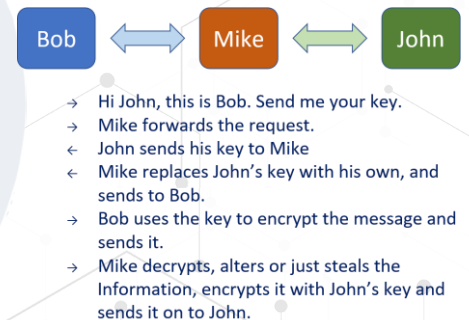 Bob Mike John
→ Hi John, this is Bob. Send me your key.
→ Mike forwards the request.
← John sends his key to Mike
← Mike replaces John's key with his own, and
sends to Bob.
→ Bob uses the key to encrypt the message and
sends it.
→ Mike decrypts, alters or just steals the
Information, encrypts it with John's key and
sends it on to John.